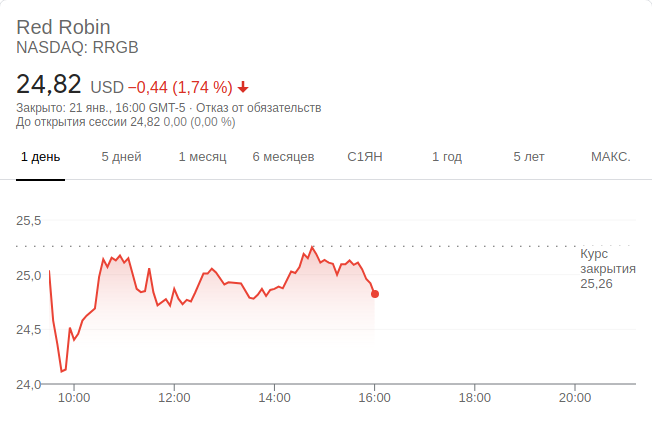 Red Robin
NASDAQ: RRGB
24,82 USD −0,44 (1,74 %)
Закрыто: 21 янв., 16:00 GMT-5 · Отказ от обязательств
До открытия сессии 24,82 0,00 (0,00 %)
1 день 5 дней 1 месяц 6 месяцев С1ЯН 1 год 5 лет МАКС.
25,5
Курс
закрытия
25,26
25,0
24,5
24,0
10:00 12:00 14:00 16:00 18:00 20:00